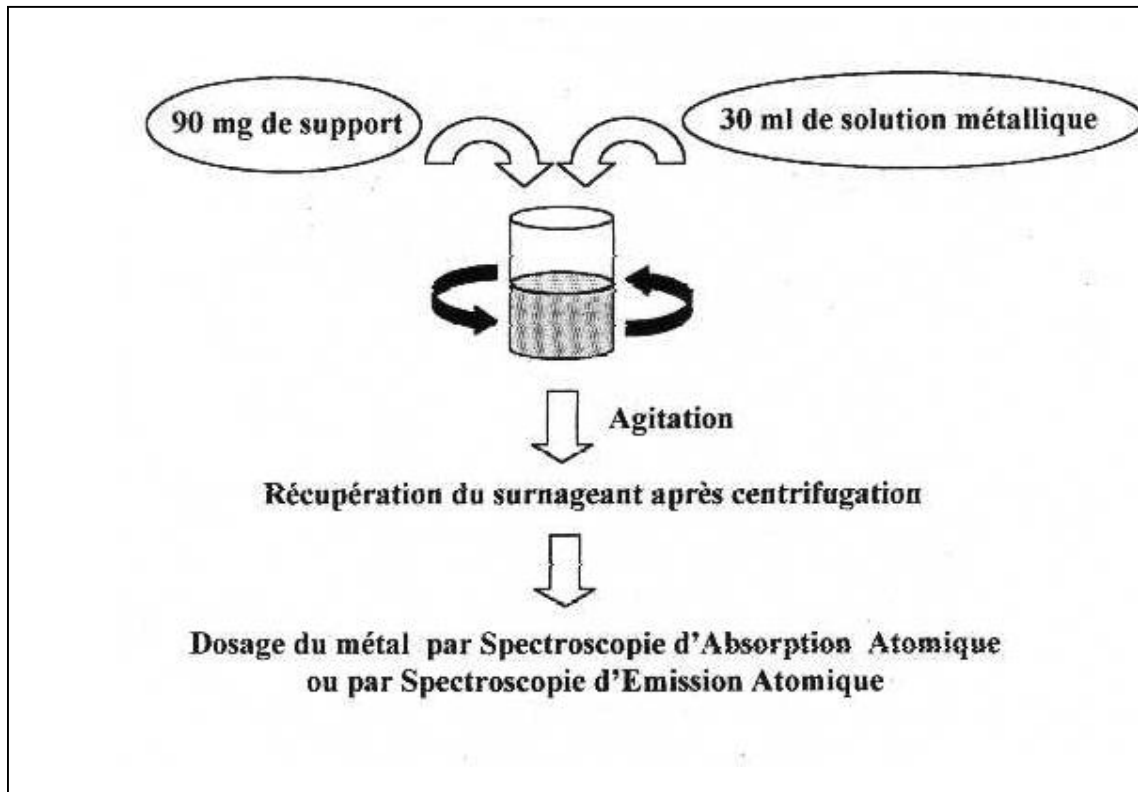 90 mg de support
30 ml de solution métallique
Agitation
Récupération du surnageant après centrifugation
Dosage du métal par Spectroscopie d'Absorption Atomique
ou par Spectroscopie d'Emission Atomique